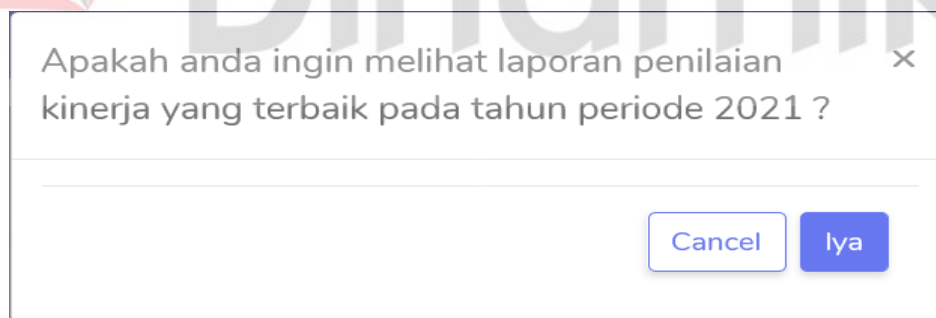 Apakah anda ingin melihat laporan penilaian ×
kinerja yang terbaik pada tahun periode 2021 ?
Cancel Iya